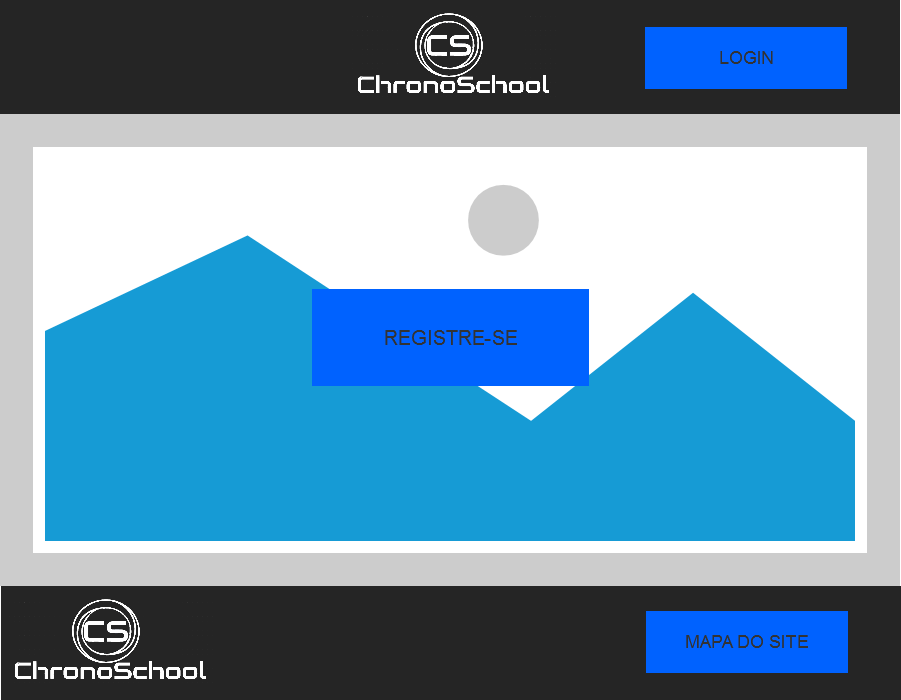 CS
ChronoSchool
LOGIN
REGISTRE-SE
CS
ChronoSchool
MAPA DO SITE